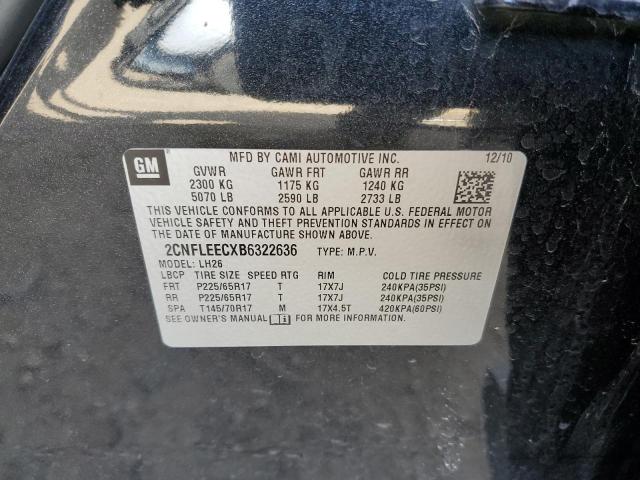 GM
MFD BY CAMI AUTOMOTIVE INC. 12/10
GVWR GAWR FRT GAWR RR
2300 KG 1175 KG 1240 KG
5070 LB 2590 LB 2733 LB
THIS VEHICLE CONFORMS TO ALL APPLICABLE U.S. FEDERAL MOTOR
VEHICLE SAFETY AND THEFT PREVENTION STANDARDS IN EFFECT ON
THE DATE OF MANUFACTURE SHOWN ABOVE.
2CNFLEECXB6322636 TYPE: M.P.V.
MODEL: LH26
LBCP TIRE SIZE SPEED RTG RIM COLD TIRE PRESSURE
FRT P225/65R17 T 17X7J 240KPA(35PSI)
RR P225/65R17 T 17X7J 240KPA(35PSI)
SPA T145/70R17 M 17X4.5T 420KPA(60PSI)
SEE OWNER'S MANUAL FOR MORE INFORMATION.